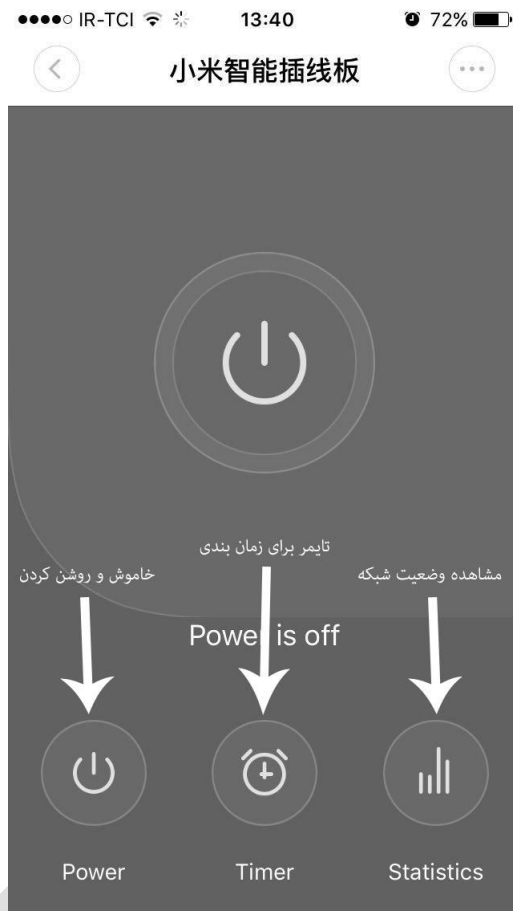 IR-TCI 13:40 72%
小米智能插线板
تایمر برای زمان بندی
خاموش و روشن کردن
مشاهده وضعیت شبکه
Power is off
Power Timer Statistics